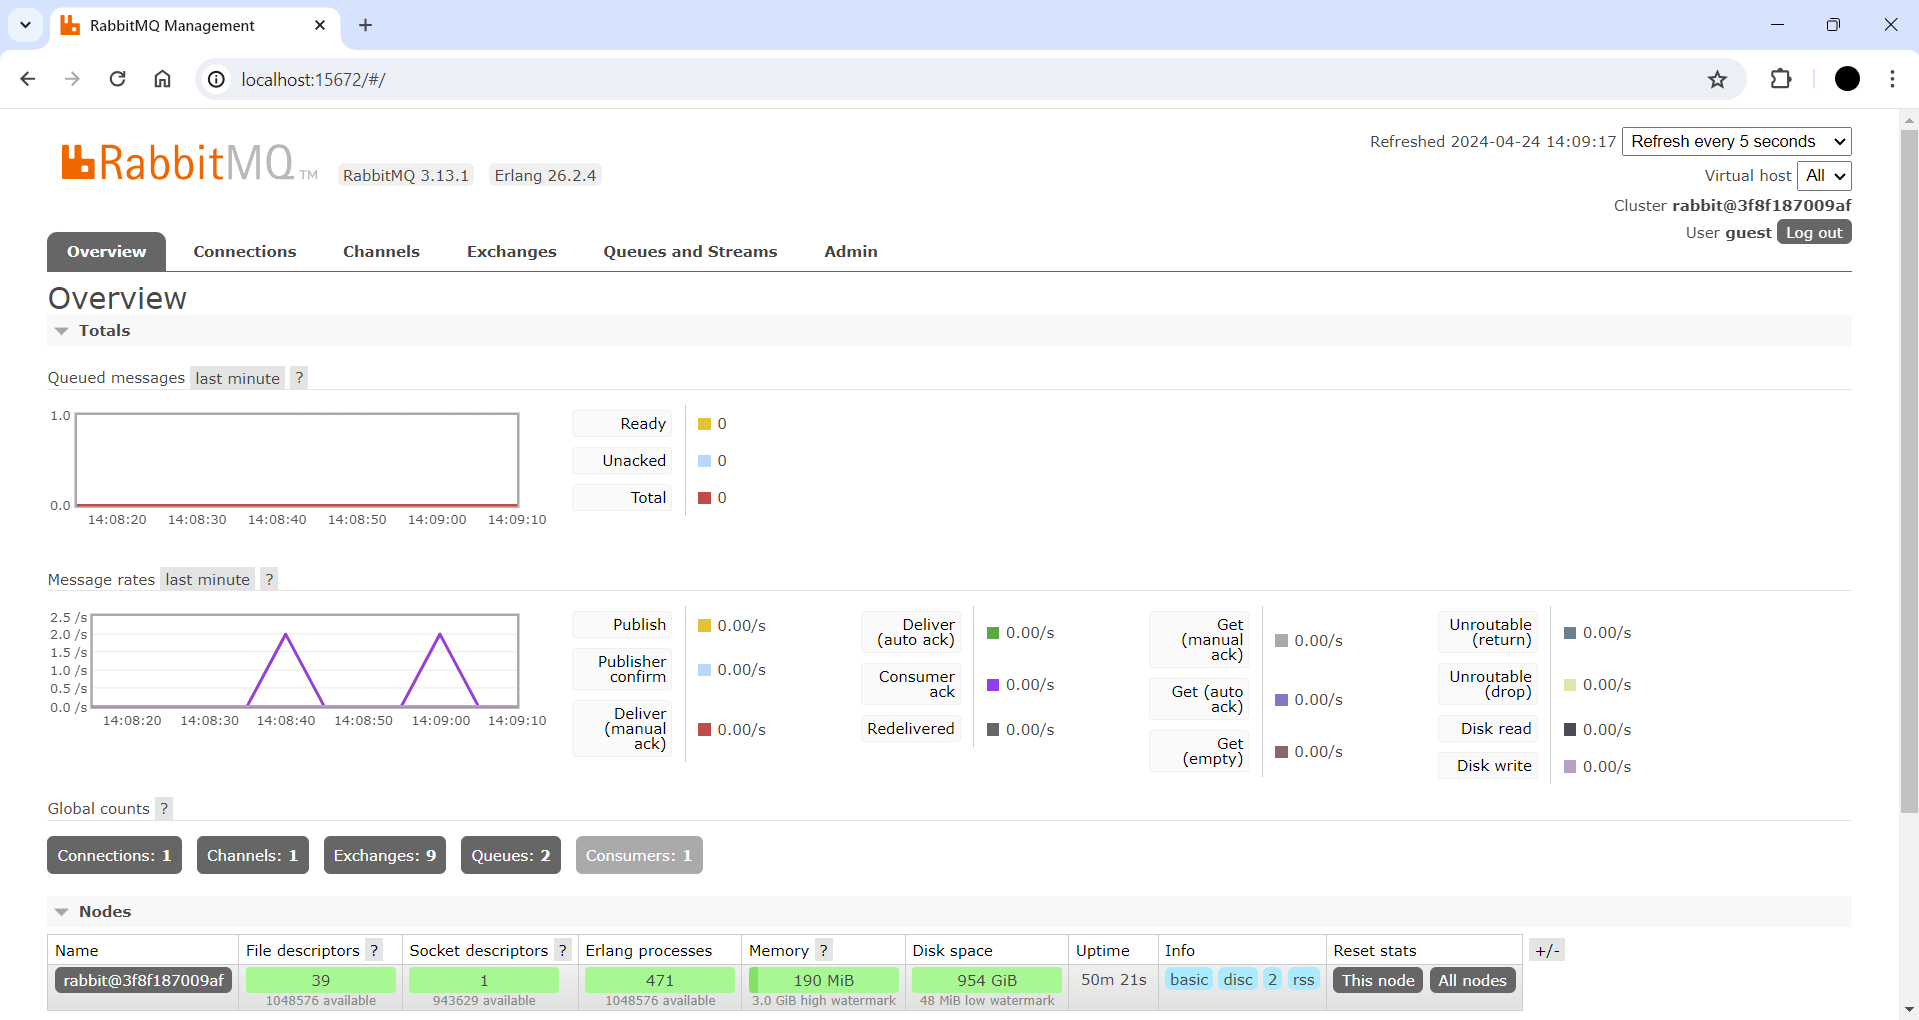 RabbitMQ Management
localhost:15672/#/
RabbitMQ TM
RabbitMQ 3.13.1 Erlang 26.2.4
Refreshed 2024-04-24 14:09:17 Refresh every 5 seconds
Virtual host All
Cluster rabbit@3f8f187009af
User guest Log out
Overview Connections Channels Exchanges Queues and Streams Admin
Overview
Totals
Queued messages last minute ?
1.0
0.0
14:08:20 14:08:30 14:08:40 14:08:50 14:09:00 14:09:10
Ready 0
Unacked 0
Total 0
Message rates last minute ?
2.5 /s
2.0 /s
1.5 /s
1.0 /s
0.5 /s
0.0 /s
14:08:20 14:08:30 14:08:40 14:08:50 14:09:00 14:09:10
Publish 0.00/s
Publisher
confirm 0.00/s
Deliver
(manual
ack) 0.00/s
Deliver
(auto ack) 0.00/s
Consumer
ack 0.00/s
Redelivered 0.00/s
Get
(manual
ack) 0.00/s
Get (auto
ack) 0.00/s
Get
(empty) 0.00/s
Unroutable
(return) 0.00/s
Unroutable
(drop) 0.00/s
Disk read 0.00/s
Disk write 0.00/s
Global counts ?
Connections: 1 Channels: 1 Exchanges: 9 Queues: 2 Consumers: 1
Nodes
Name File descriptors ? Socket descriptors ? Erlang processes Memory ? Disk space Uptime Info Reset stats +/-
rabbit@3f8f187009af 39 1 471 190 MiB 954 GiB 50m 21s basic disc 2 rss This node All nodes
1048576 available 943629 available 1048576 available 3.0 GiB high watermark 48 MiB low watermark